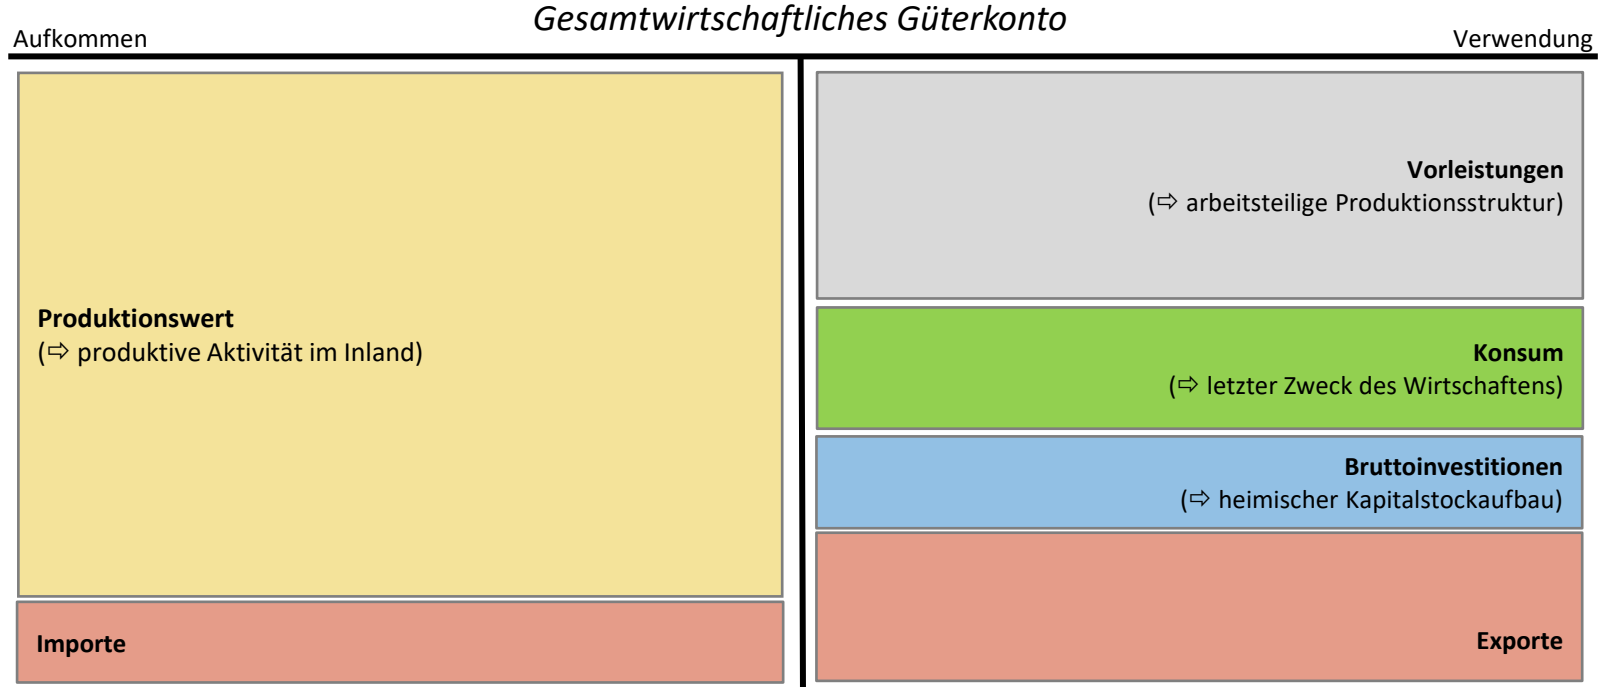 Gesamtwirtschaftliches Güterkonto
Aufkommen
Verwendung
Produktionswert
(⇨ produktive Aktivität im Inland)
Importe
Vorleistungen
(⇨ arbeitsteilige Produktionsstruktur)
Konsum
(⇨ letzter Zweck des Wirtschaftens)
Bruttoinvestitionen
(⇨ heimischer Kapitalstockaufbau)
Exporte